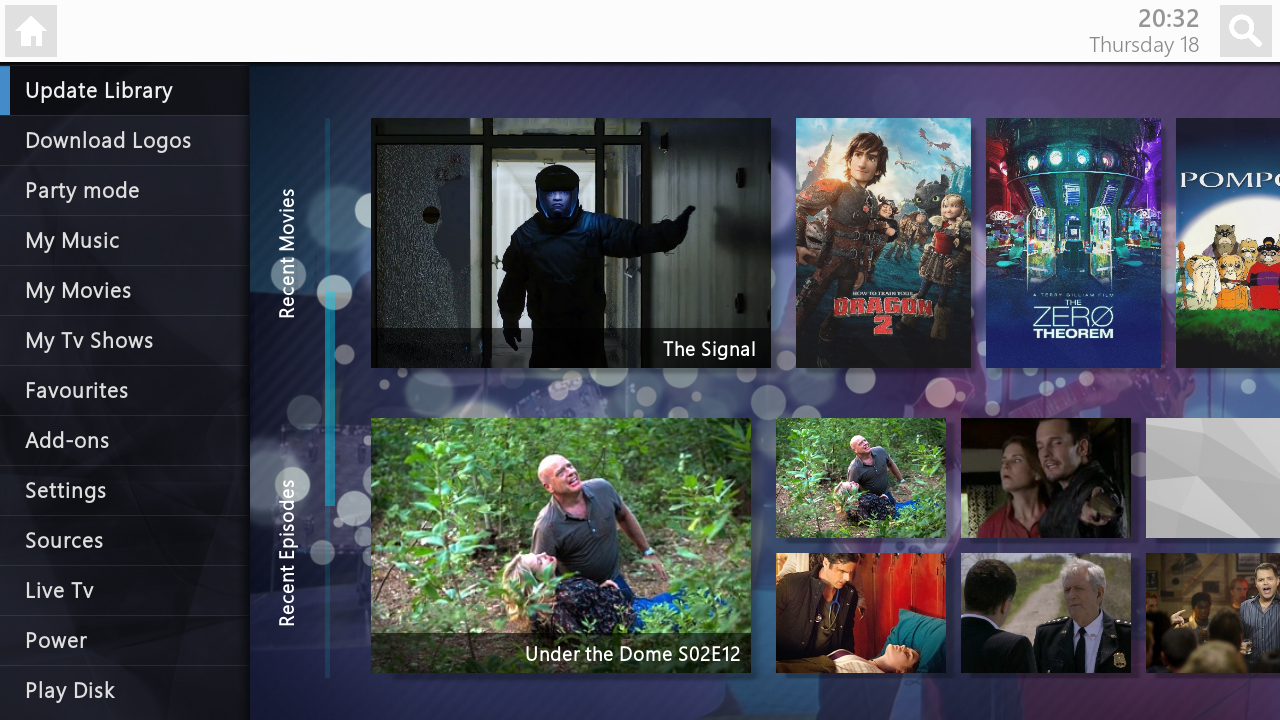 20:32
Thursday 18
Update Library
Download Logos
Party mode
My Music
My Movies
My Tv Shows
Favourites
Add-ons
Settings
Sources
Live Tv
Power
Play Disk
Recent Movies
The Signal
HOW TO TRAIN YOUR
DRAGON
2
A TERRY GILLIAM FILM
THE
ZERØ
THEOREM
POMPO
Recent Episodes
Under the Dome S02E12